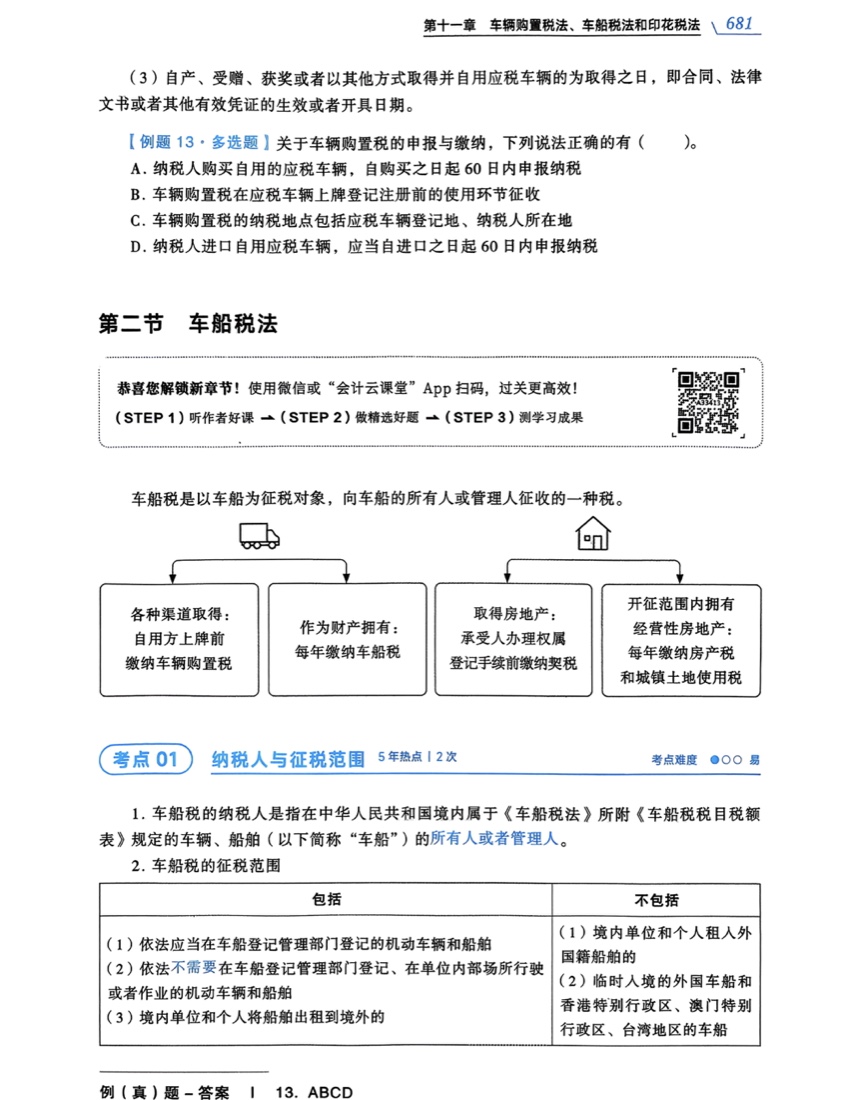 第十一章 车辆购置税法、车船税法和印花税法 681
（3）自产、受赠、获奖或者以其他方式取得并自用应税车辆的为取得之日，即合同、法律
文书或者其他有效凭证的生效或者开具日期。
【例题 13·多选题】关于车辆购置税的申报与缴纳，下列说法正确的有（ ）。
A. 纳税人购买自用的应税车辆，自购买之日起 60 日内申报纳税
B. 车辆购置税在应税车辆上牌登记注册前的使用环节征收
C. 车辆购置税的纳税地点包括应税车辆登记地、纳税人所在地
D. 纳税人进口自用应税车辆，应当自进口之日起 60 日内申报纳税
第二节 车船税法
恭喜您解锁新章节！使用微信或“会计云课堂”App 扫码，过关更高效！
（STEP 1）听作者好课 ⇀（STEP 2）做精选好题 ⇀（STEP 3）测学习成果
车船税是以车船为征税对象，向车船的所有人或管理人征收的一种税。
各种渠道取得：
自用方上牌前
缴纳车辆购置税
作为财产拥有：
每年缴纳车船税
取得房地产：
承受人办理权属
登记手续前缴纳契税
开征范围内拥有
经营性房地产：
每年缴纳房产税
和城镇土地使用税
考点 01 纳税人与征税范围 5年热点｜2次 考点难度 ●○○ 易
1. 车船税的纳税人是指在中华人民共和国境内属于《车船税法》所附《车船税税目税额
表》规定的车辆、船舶（以下简称“车船”）的所有人或者管理人。
2. 车船税的征税范围
包括
不包括
（1）依法应当在车船登记管理部门登记的机动车辆和船舶
（2）依法不需要在车船登记管理部门登记、在单位内部场所行驶
或者作业的机动车辆和船舶
（3）境内单位和个人将船舶出租到境外的
（1）境内单位和个人租入外
国籍船舶的
（2）临时入境的外国车船和
香港特别行政区、澳门特别
行政区、台湾地区的车船
例（真）题－答案 | 13. ABCD